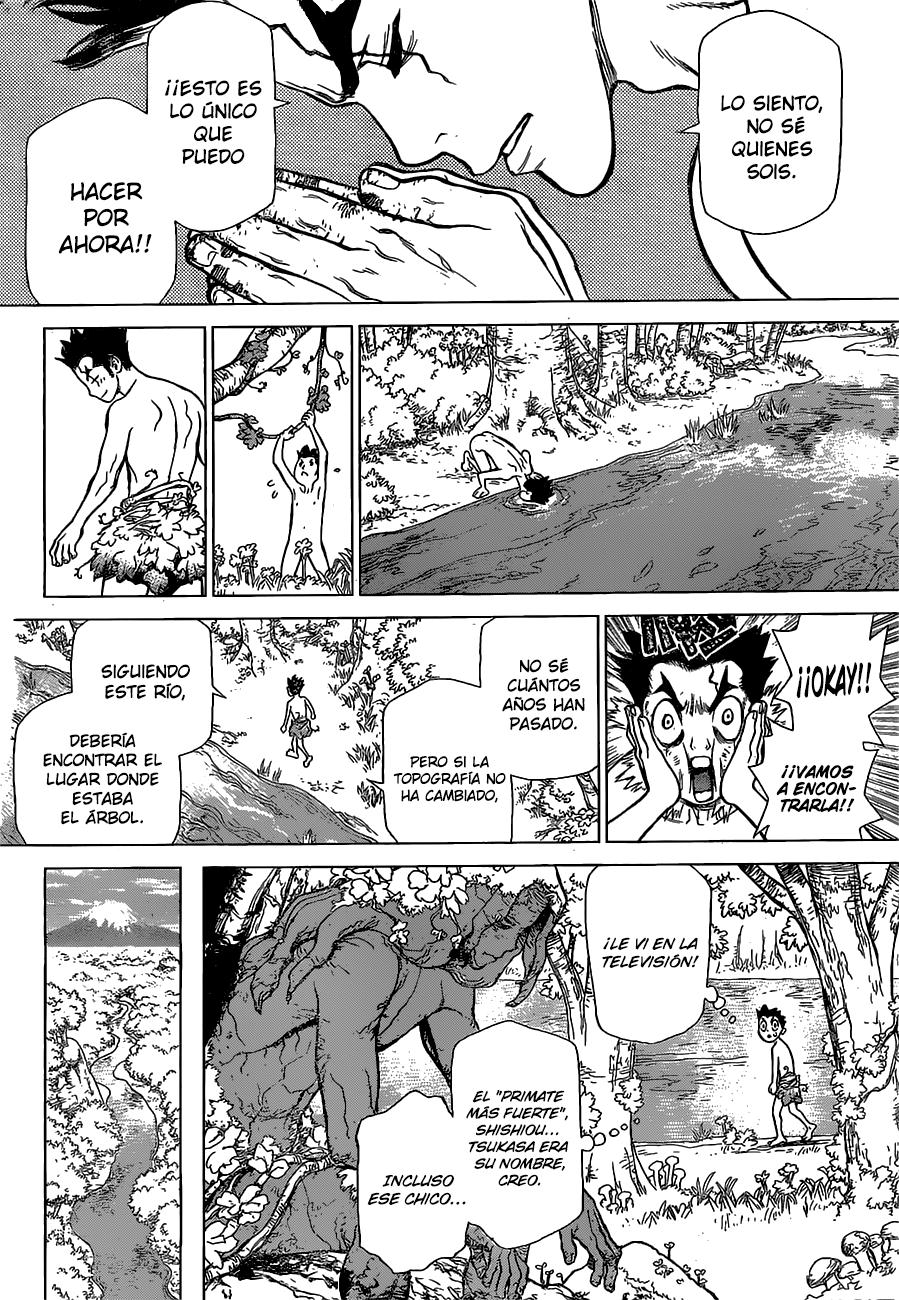 LO SIENTO,
NO SÉ
QUIENES
SOIS.
¡¡ESTO ES
LO ÚNICO
QUE
PUEDO
HACER
POR
AHORA!!
¡¡OKAY!!
¡¡VAMOS
A ENCON-
TRARLA!!
NO SÉ
CUÁNTOS
AÑOS HAN
PASADO.
PERO SI LA
TOPOGRAFÍA NO
HA CAMBIADO,
SIGUIENDO
ESTE RÍO,
DEBERÍA
ENCONTRAR EL
LUGAR DONDE
ESTABA
EL ÁRBOL.
¡LE VI EN LA
TELEVISIÓN!
EL "PRIMATE
MÁS FUERTE",
SHISHIOU...
TSUKASA ERA
SU NOMBRE,
CREO.
INCLUSO
ESE CHICO...